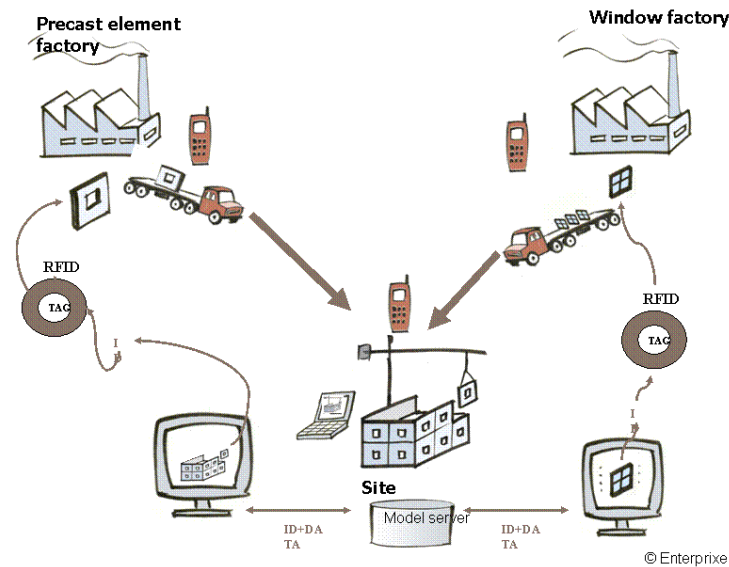 Precast element
factory
Window factory
RFID
TAG
RFID
TAG
I
D
I
D
Site
Model server
ID+DA
TA
ID+DA
TA
© Enterprixe